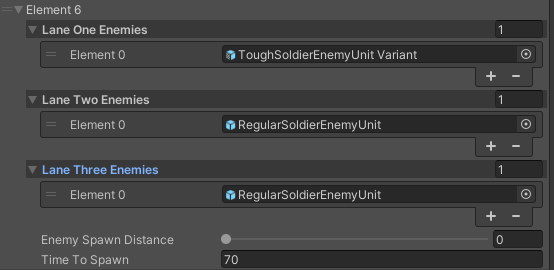 Element 6
Lane One Enemies 1
Element 0 ToughSoldierEnemyUnit Variant
+ −
Lane Two Enemies 1
Element 0 RegularSoldierEnemyUnit
+ −
Lane Three Enemies 1
Element 0 RegularSoldierEnemyUnit
+ −
Enemy Spawn Distance 0
Time To Spawn 70